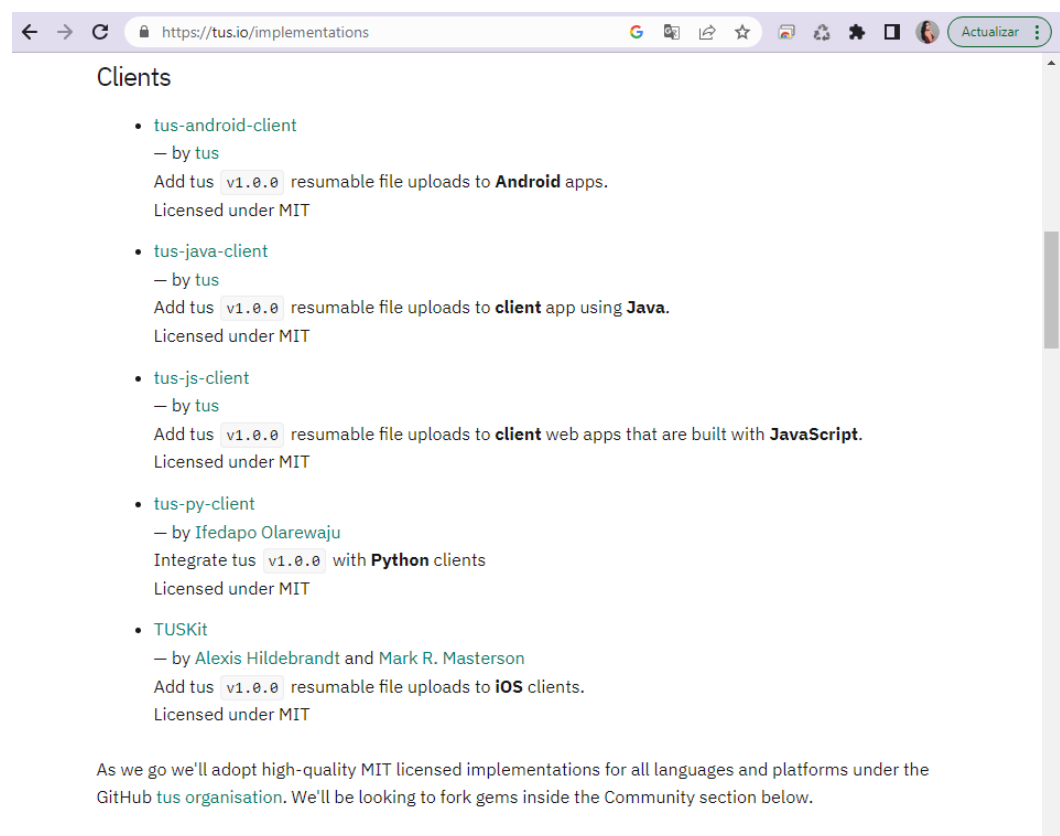 https://tus.io/implementations
Actualizar
Clients
tus-android-client
— by tus
Add tus v1.0.0 resumable file uploads to Android apps.
Licensed under MIT
tus-java-client
— by tus
Add tus v1.0.0 resumable file uploads to client app using Java.
Licensed under MIT
tus-js-client
— by tus
Add tus v1.0.0 resumable file uploads to client web apps that are built with JavaScript.
Licensed under MIT
tus-py-client
— by Ifedapo Olarewaju
Integrate tus v1.0.0 with Python clients
Licensed under MIT
TUSKit
— by Alexis Hildebrandt and Mark R. Masterson
Add tus v1.0.0 resumable file uploads to iOS clients.
Licensed under MIT
As we go we'll adopt high-quality MIT licensed implementations for all languages and platforms under the
GitHub tus organisation. We'll be looking to fork gems inside the Community section below.